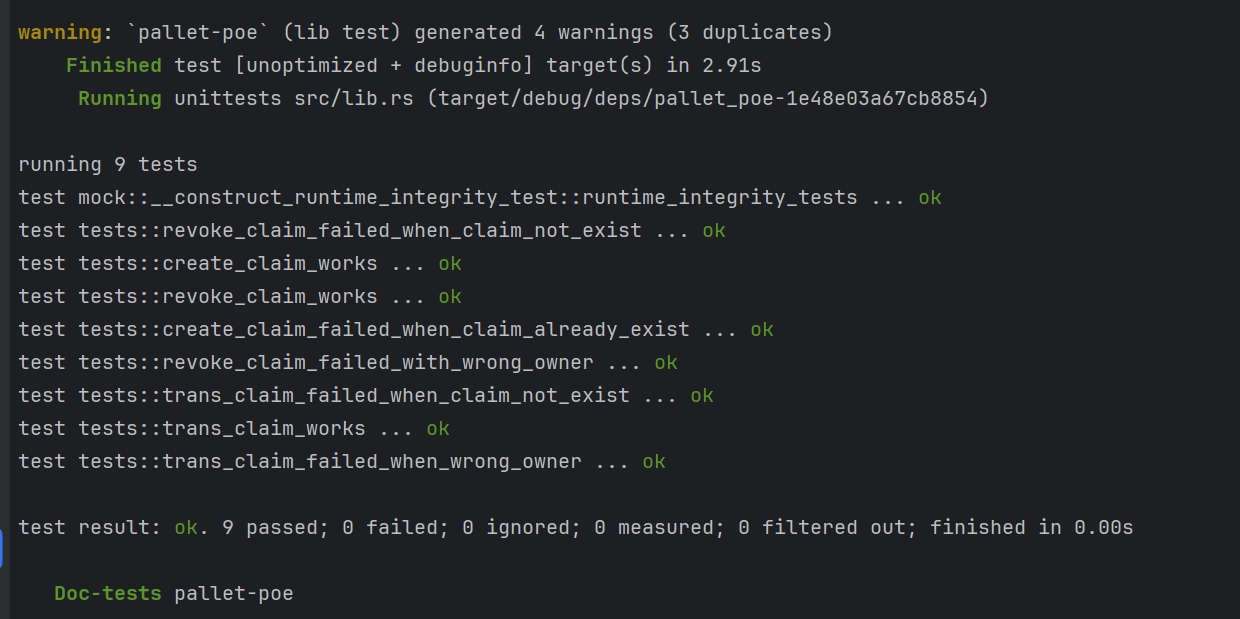 warning: `pallet-poe` (lib test) generated 4 warnings (3 duplicates)
Finished test [unoptimized + debuginfo] target(s) in 2.91s
Running unittests src/lib.rs (target/debug/deps/pallet_poe-1e48e03a67cb8854)
running 9 tests
test mock::__construct_runtime_integrity_test::runtime_integrity_tests ... ok
test tests::revoke_claim_failed_when_claim_not_exist ... ok
test tests::create_claim_works ... ok
test tests::revoke_claim_works ... ok
test tests::create_claim_failed_when_claim_already_exist ... ok
test tests::revoke_claim_failed_with_wrong_owner ... ok
test tests::trans_claim_failed_when_claim_not_exist ... ok
test tests::trans_claim_works ... ok
test tests::trans_claim_failed_when_wrong_owner ... ok
test result: ok. 9 passed; 0 failed; 0 ignored; 0 measured; 0 filtered out; finished in 0.00s
Doc-tests pallet-poe